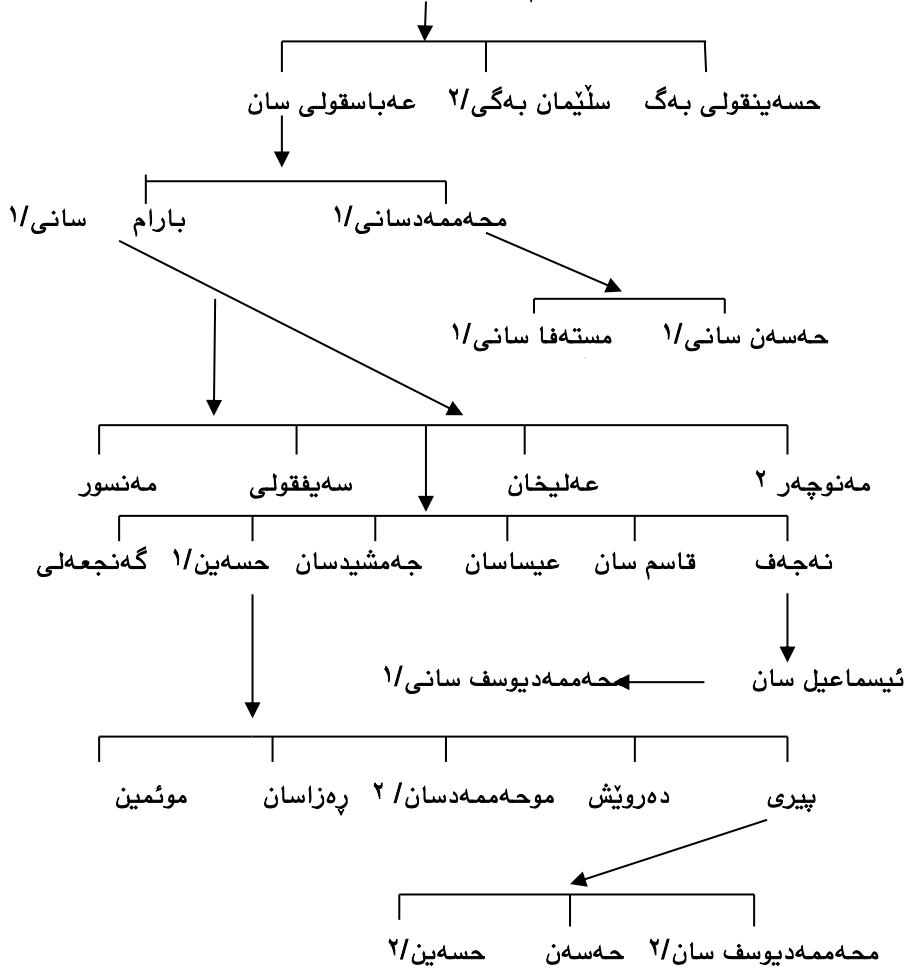 حسەینقولی بەگ سلێمان بەگی/٢ عەباسقولی سان
محەممەدسانی/١ بارام سانی/١
حەسەن سانی/١ مستەفا سانی/١
مەنوچەر ٢ عەلیخان سەیفقولی مەنسور
نەجەف قاسم سان عیساسان جەمشیدسان حسەین/١ گەنجعەلی
ئیسماعیل سان محەممەدیوسف سانی/١
پیری دەروێش موحەممەدسان/ ٢ ڕەزاسان موئمین
محەممەدیوسف سان/٢ حەسەن حسەین/٢